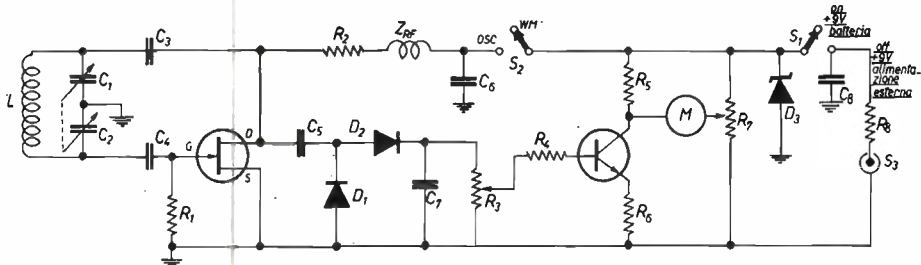 L
C1
C2
C3
C4
R1
G
D
S
R2
ZRF
C5
D1
D2
C7
R3
OSC
C6
WM
S2
R4
R5
R6
M
R7
D3
S1
on
+9V
batteria
C8
off
+9V
alimenta_
zione
esterna
R8
S3